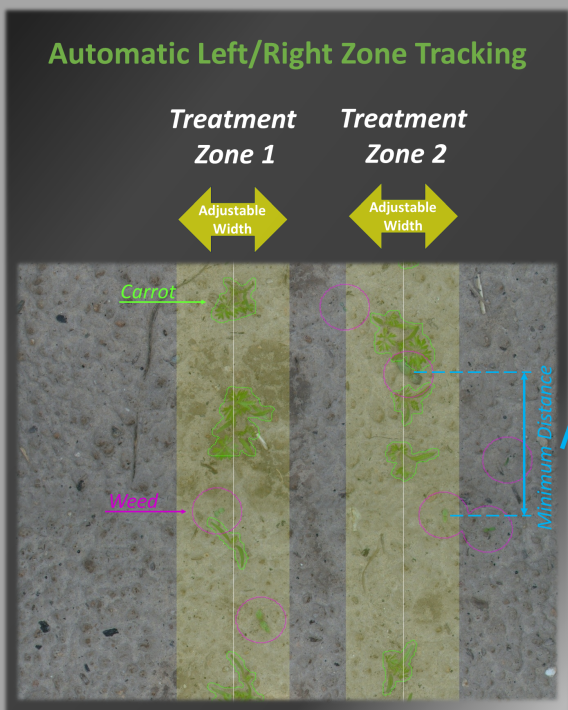 Automatic Left/Right Zone Tracking
Treatment
Zone 1
Treatment
Zone 2
Adjustable
Width
Adjustable
Width
Carrot
Weed
Minimum Distance